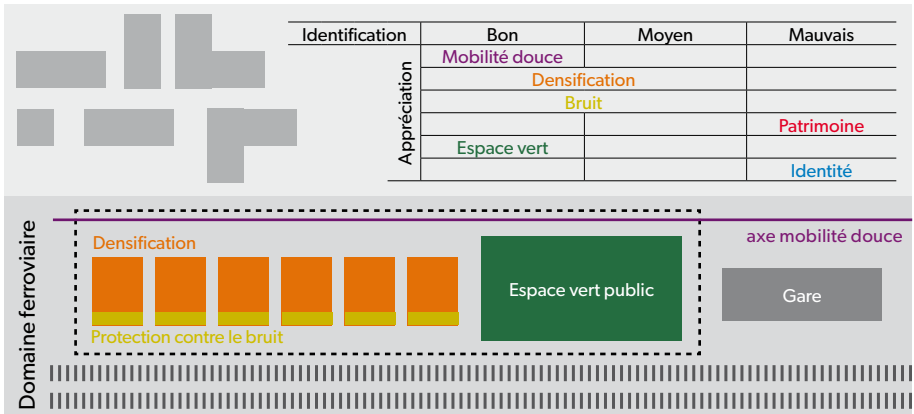 Identification Bon Moyen Mauvais
Appréciation
Mobilité douce
Densification
Bruit
Patrimoine
Espace vert
Identité
Domaine ferroviaire
axe mobilité douce
Densification
Espace vert public
Gare
Protection contre le bruit